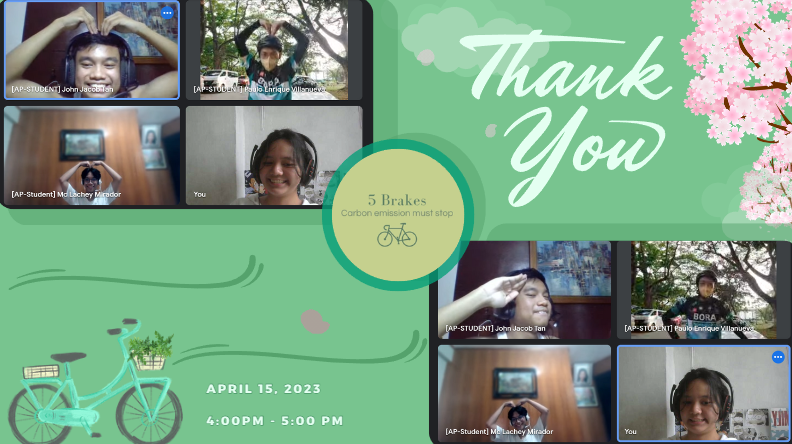 [AP-STUDENT] John Jacob Tan
[AP-STUDENT] Paulo Enrique Villanueva
[AP-Student] Mc Lachey Mirador
You
Thank
You
5 Brakes
Carbon emission must stop
[AP-STUDENT] John Jacob Tan
[AP-STUDENT] Paulo Enrique Villanueva
BORA
[AP-Student] Mc Lachey Mirador
You
APRIL 15, 2023
4:00PM - 5:00 PM